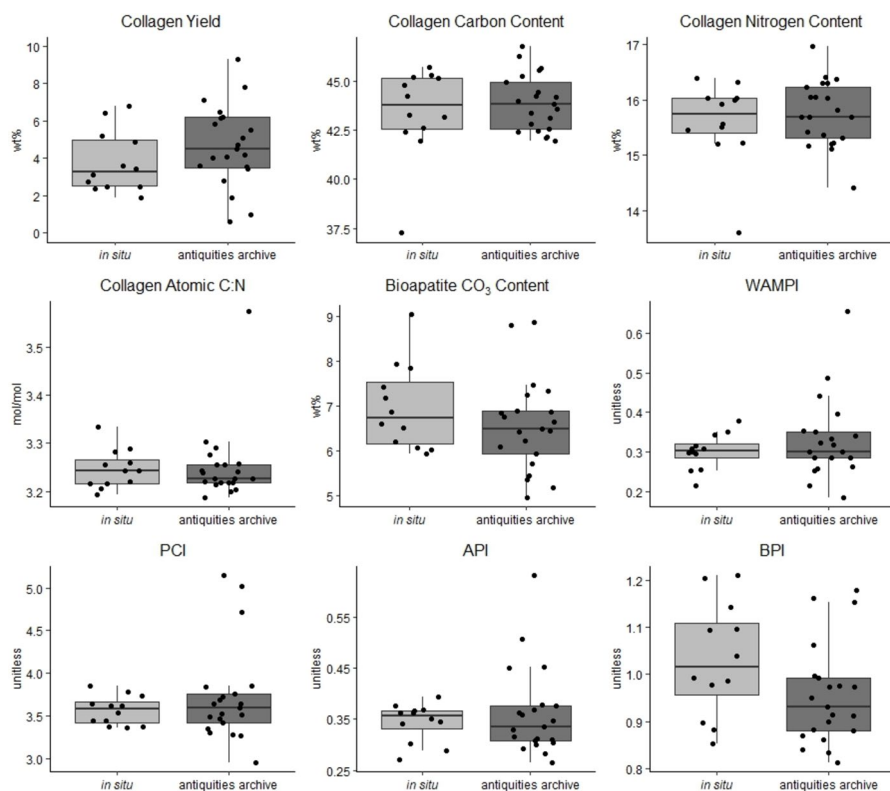 Collagen Yield
wt%
10
8
6
4
2
0
in situ
antiquities archive
Collagen Carbon Content
wt%
45.0
42.5
40.0
37.5
in situ
antiquities archive
Collagen Nitrogen Content
wt%
17
16
15
14
in situ
antiquities archive
Collagen Atomic C:N
mol/mol
3.5
3.4
3.3
3.2
in situ
antiquities archive
Bioapatite CO3 Content
wt%
9
8
7
6
5
in situ
antiquities archive
WAMPI
unitless
0.6
0.5
0.4
0.3
0.2
in situ
antiquities archive
PCI
unitless
5.0
4.5
4.0
3.5
3.0
in situ
antiquities archive
API
unitless
0.55
0.45
0.35
0.25
in situ
antiquities archive
BPI
unitless
1.2
1.1
1.0
0.9
0.8
in situ
antiquities archive